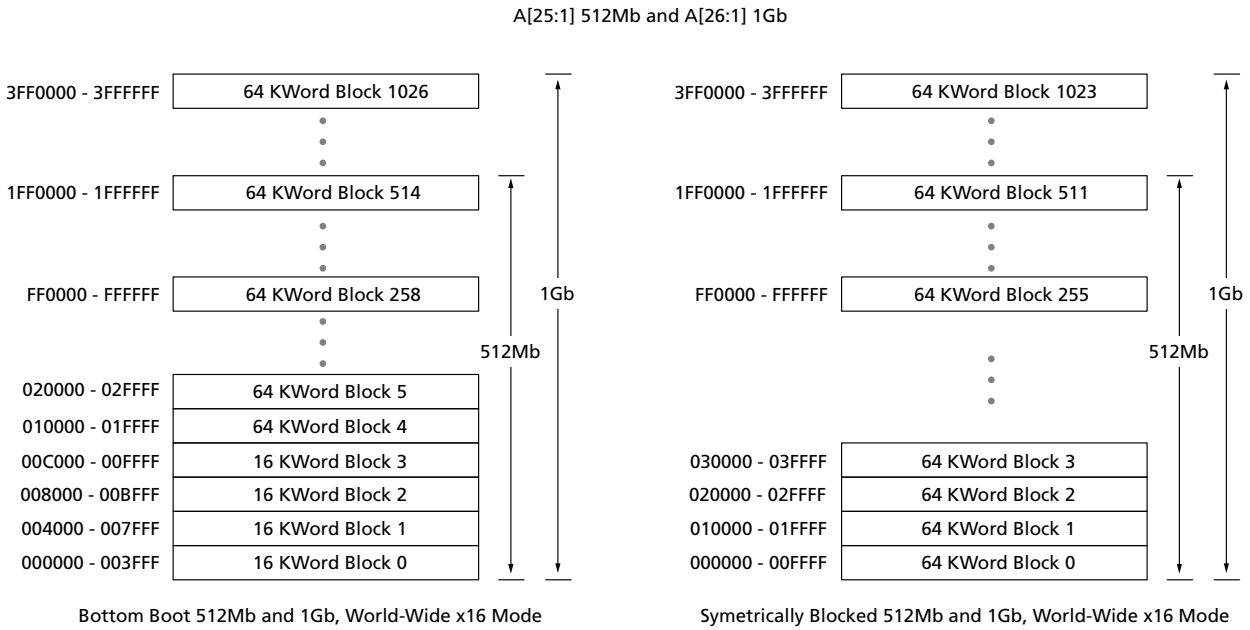 A[25:1] 512Mb and A[26:1] 1Gb
3FF0000 - 3FFFFFF
64 KWord Block 1026
1FF0000 - 1FFFFFF
64 KWord Block 514
FF0000 - FFFFFF
64 KWord Block 258
1Gb
512Mb
020000 - 02FFFF
64 KWord Block 5
010000 - 01FFFF
64 KWord Block 4
00C000 - 00FFFF
16 KWord Block 3
008000 - 00BFFF
16 KWord Block 2
004000 - 007FFF
16 KWord Block 1
000000 - 003FFF
16 KWord Block 0
Bottom Boot 512Mb and 1Gb, World-Wide x16 Mode
3FF0000 - 3FFFFFF
64 KWord Block 1023
1FF0000 - 1FFFFFF
64 KWord Block 511
FF0000 - FFFFFF
64 KWord Block 255
1Gb
512Mb
030000 - 03FFFF
64 KWord Block 3
020000 - 02FFFF
64 KWord Block 2
010000 - 01FFFF
64 KWord Block 1
000000 - 00FFFF
64 KWord Block 0
Symetrically Blocked 512Mb and 1Gb, World-Wide x16 Mode